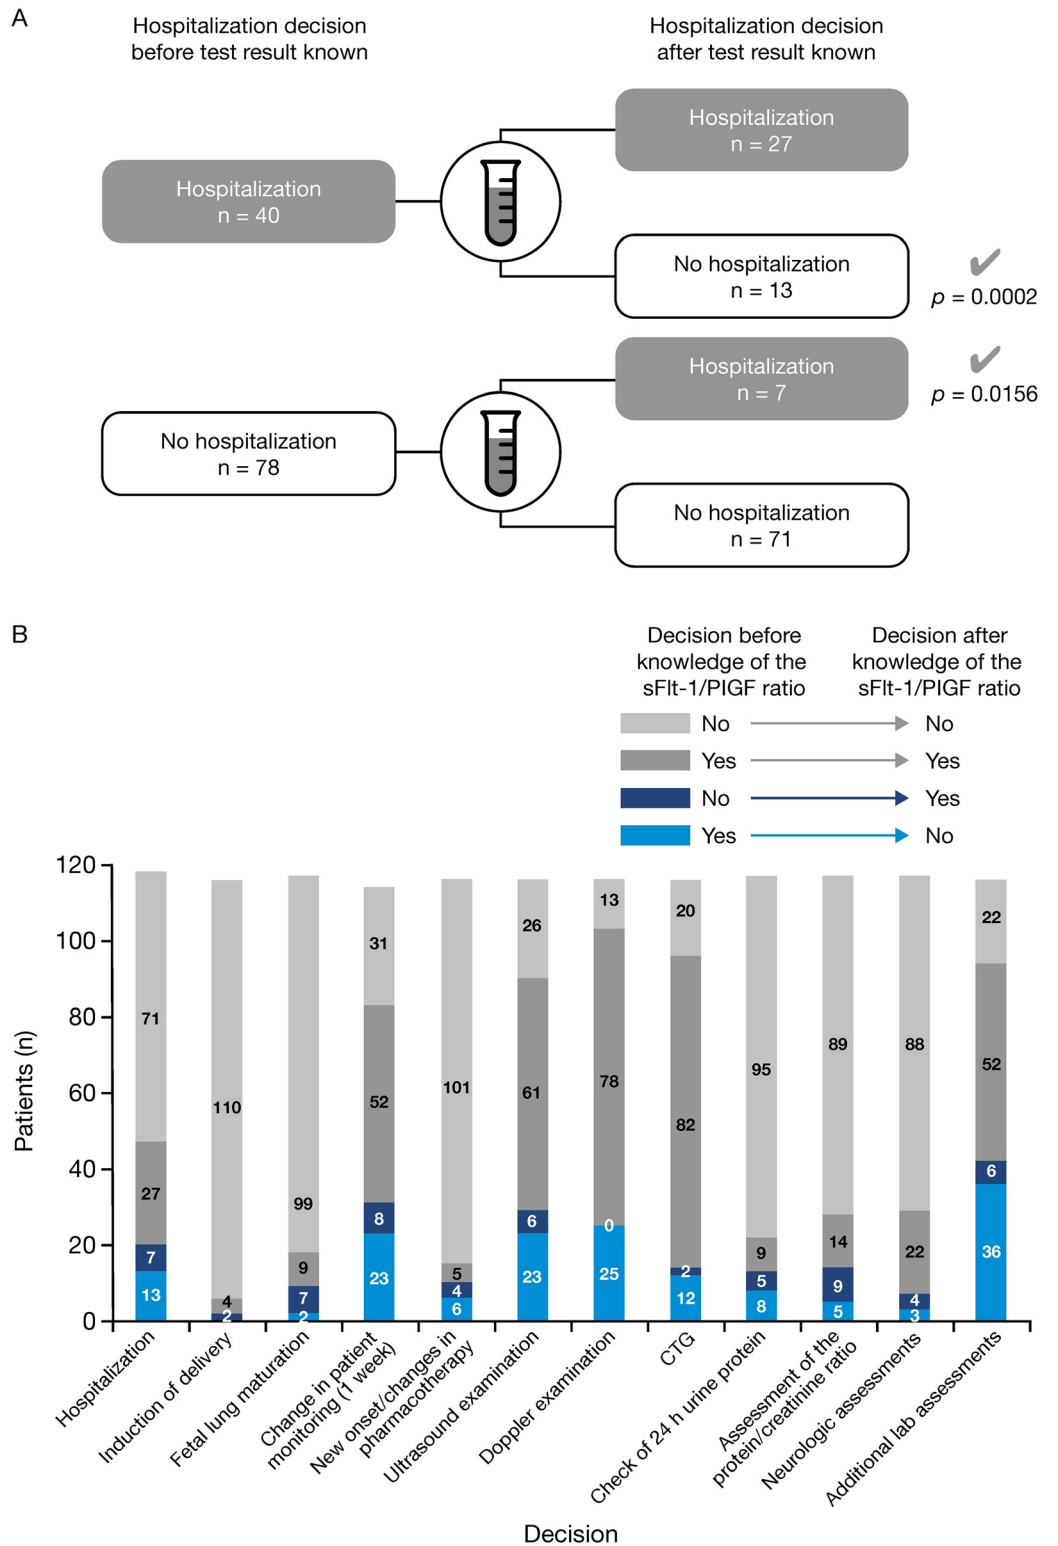 A
Hospitalization decision
before test result known
Hospitalization decision
after test result known
Hospitalization
n = 27
Hospitalization
n = 40
No hospitalization
n = 13
p = 0.0002
Hospitalization
n = 7
p = 0.0156
No hospitalization
n = 78
No hospitalization
n = 71
B
Decision before
knowledge of the
sFlt-1/PIGF ratio
Decision after
knowledge of the
sFlt-1/PIGF ratio
No No
Yes Yes
No Yes
Yes No
Patients (n)
120
100
80
60
40
20
0
71
27
7
13
110
4
2
99
9
7
2
31
52
8
23
101
5
4
6
26
61
6
23
13
78
0
25
20
82
2
12
95
9
5
8
89
14
9
5
88
22
4
3
22
52
6
36
Hospitalization
Induction of delivery
Fetal lung maturation
Change in patient
monitoring (1 week)
New onset/changes in
pharmacotherapy
Ultrasound examination
Doppler examination
CTG
Check of 24 h urine protein
Assessment of the
protein/creatinine ratio
Neurologic assessments
Additional lab assessments
Decision